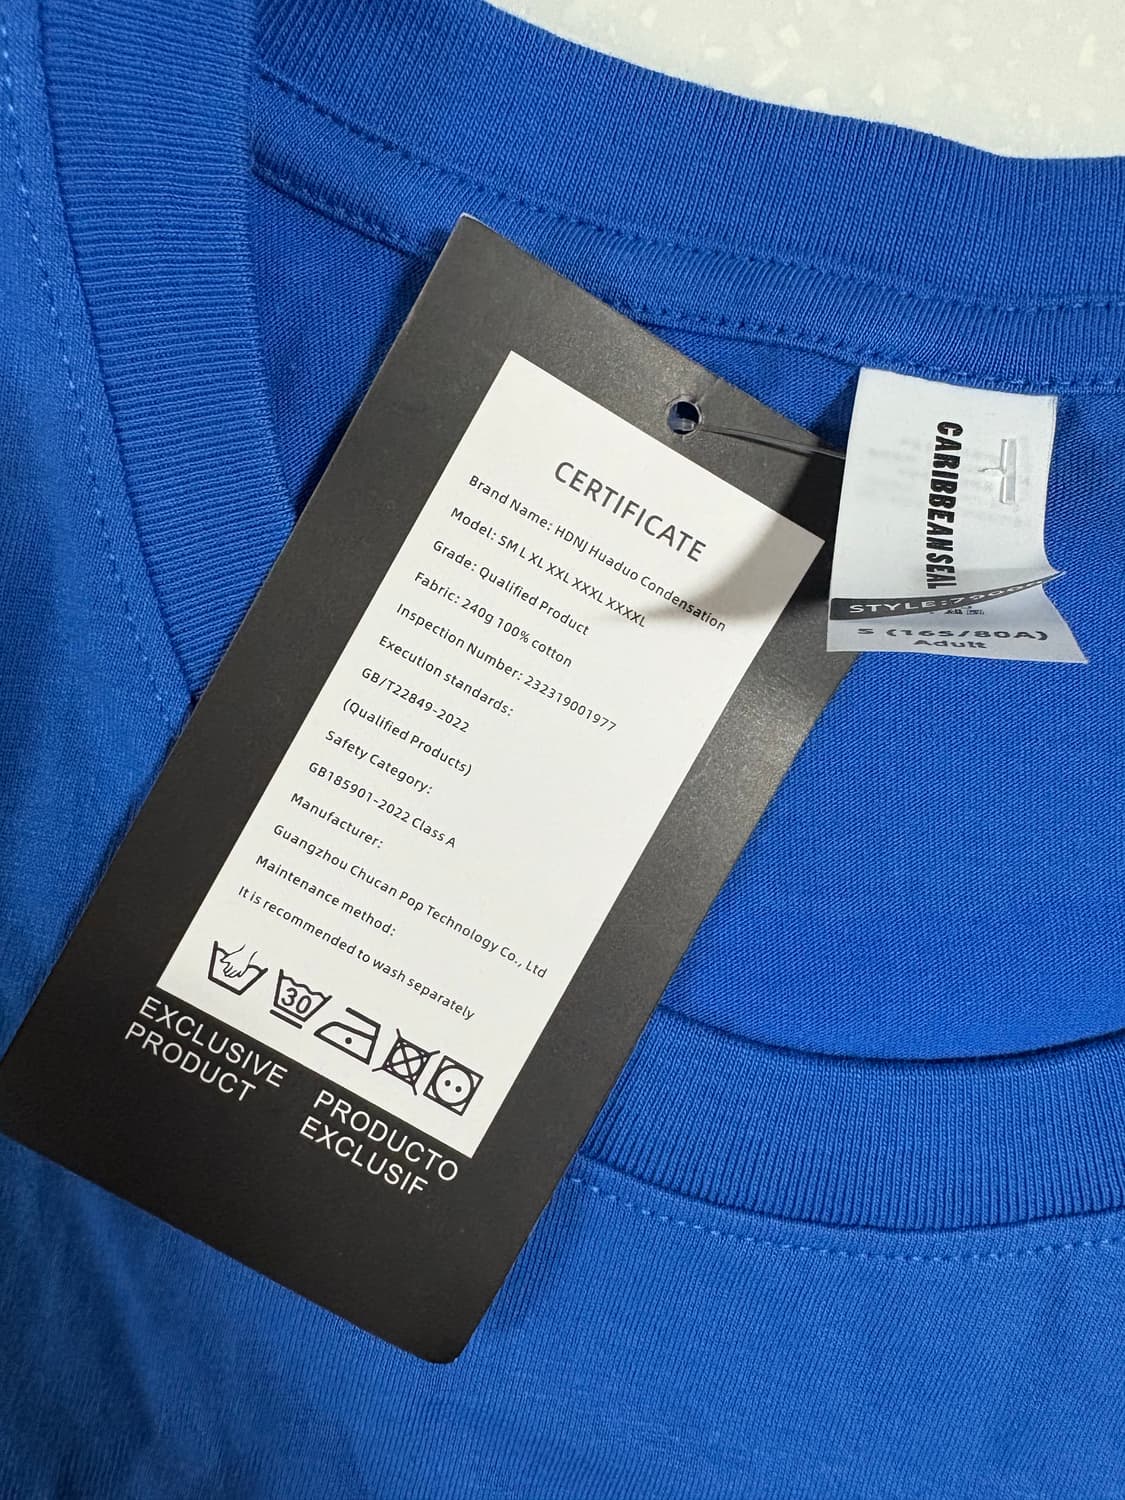 CERTIFICATE
Brand Name: HDNJ Huaduo Condensation
Model: SM L XL XXL XXXL XXXXL
Grade: Qualified Product
Fabric: 240g 100% cotton
Inspection Number: 232319001977
Execution standards:
GB/T22849-2022
(Qualified Products)
Safety Category:
GB185901-2022 Class A
Manufacturer:
Guangzhou Chucan Pop Technology Co., Ltd
Maintenance method:
It is recommended to wash separately
30
EXCLUSIVE
PRODUCT
PRODUCTO
EXCLUSIF
CARIBBEANSEAL
STYLE:
S (165/80A)
Adult